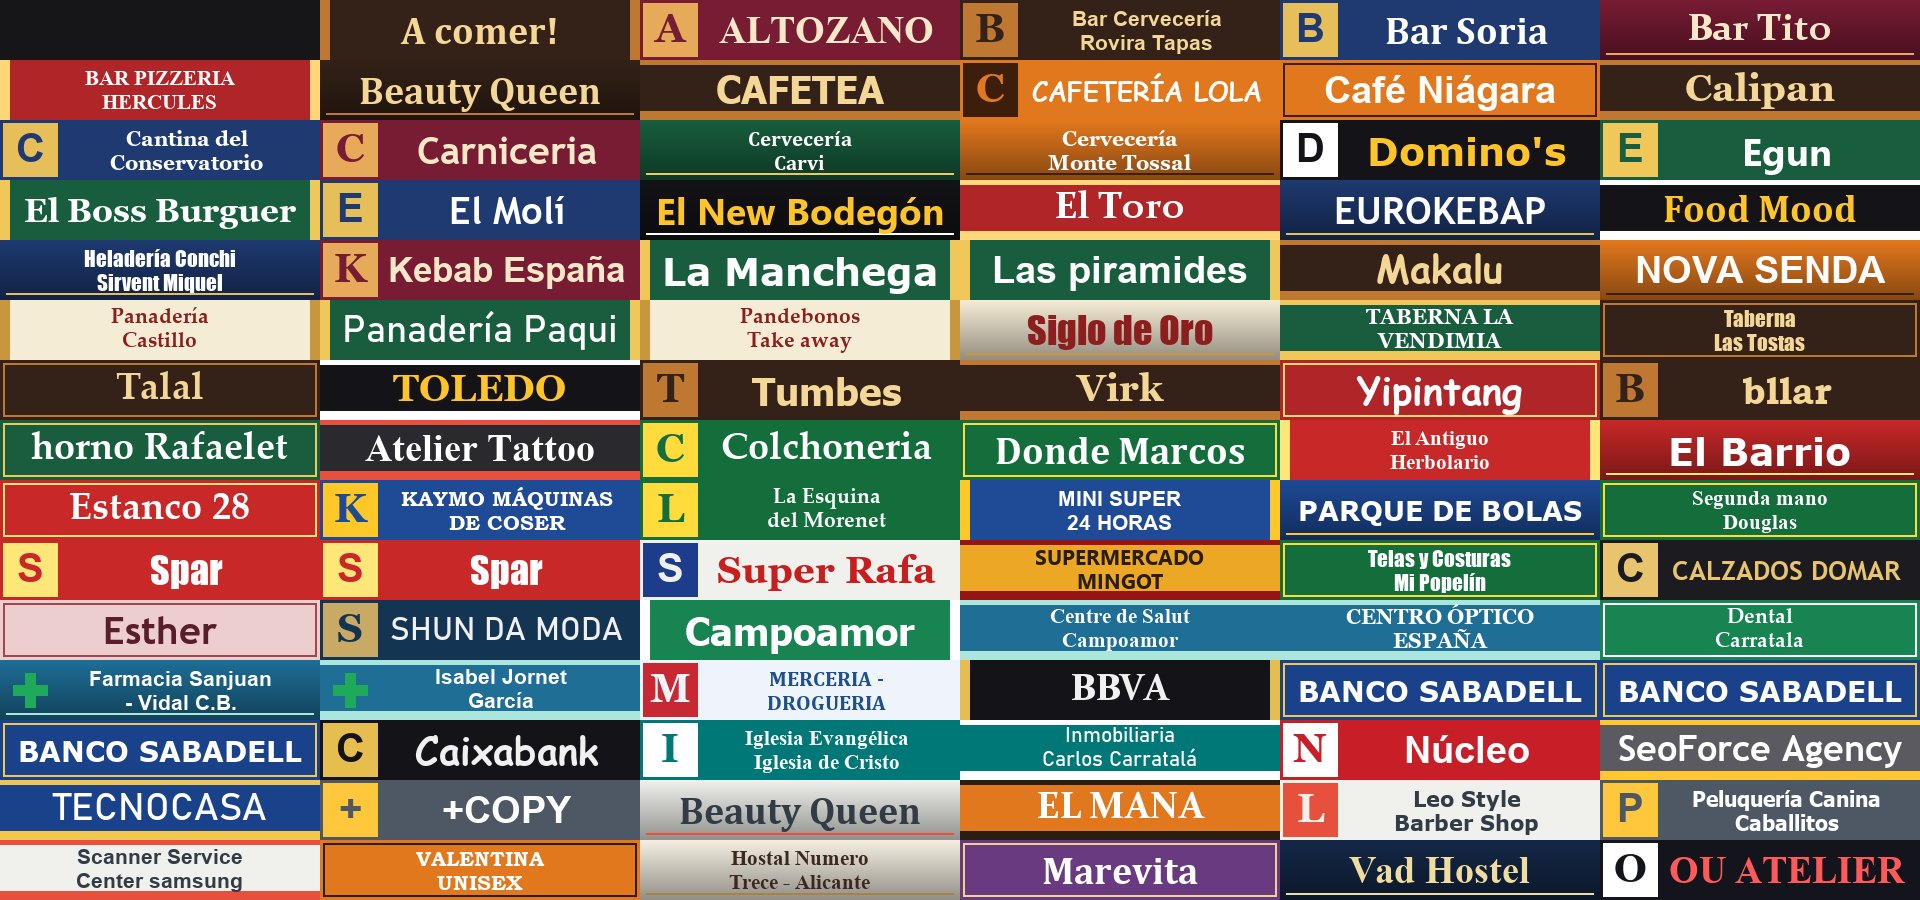 A comer!
A ALTOZANO
B Bar Cervecería
Rovira Tapas
B Bar Soria
Bar Tito
BAR PIZZERIA
HERCULES
Beauty Queen
CAFETEA
C CAFETERÍA LOLA
Café Niágara
Calipan
C Cantina del
Conservatorio
C Carniceria
Cervecería
Carvi
Cervecería
Monte Tossal
D Domino's
E Egun
El Boss Burguer
E El Molí
El New Bodegón
El Toro
EUROKEBAP
Food Mood
Heladería Conchi
Sirvent Miquel
K Kebab España
La Manchega
Las piramides
Makalu
NOVA SENDA
Panadería
Castillo
Panadería Paqui
Pandebonos
Take away
Siglo de Oro
TABERNA LA
VENDIMIA
Taberna
Las Tostas
Talal
TOLEDO
T Tumbes
Virk
Yipintang
B bllar
horno Rafaelet
Atelier Tattoo
C Colchoneria
Donde Marcos
El Antiguo
Herbolario
El Barrio
Estanco 28
K KAYMO MÁQUINAS
DE COSER
L La Esquina
del Morenet
MINI SUPER
24 HORAS
PARQUE DE BOLAS
Segunda mano
Douglas
S Spar
S Spar
S Super Rafa
SUPERMERCADO
MINGOT
Telas y Costuras
Mi Popelín
C CALZADOS DOMAR
Esther
S SHUN DA MODA
Campoamor
Centre de Salut
Campoamor
CENTRO ÓPTICO
ESPAÑA
Dental
Carratala
Farmacia Sanjuan
- Vidal C.B.
Isabel Jornet
García
M MERCERIA -
DROGUERIA
BBVA
BANCO SABADELL
BANCO SABADELL
BANCO SABADELL
C Caixabank
I Iglesia Evangélica
Iglesia de Cristo
Inmobiliaria
Carlos Carratalá
N Núcleo
SeoForce Agency
TECNOCASA
+ +COPY
Beauty Queen
EL MANA
L Leo Style
Barber Shop
P Peluquería Canina
Caballitos
Scanner Service
Center samsung
VALENTINA
UNISEX
Hostal Numero
Trece - Alicante
Marevita
Vad Hostel
O OU ATELIER